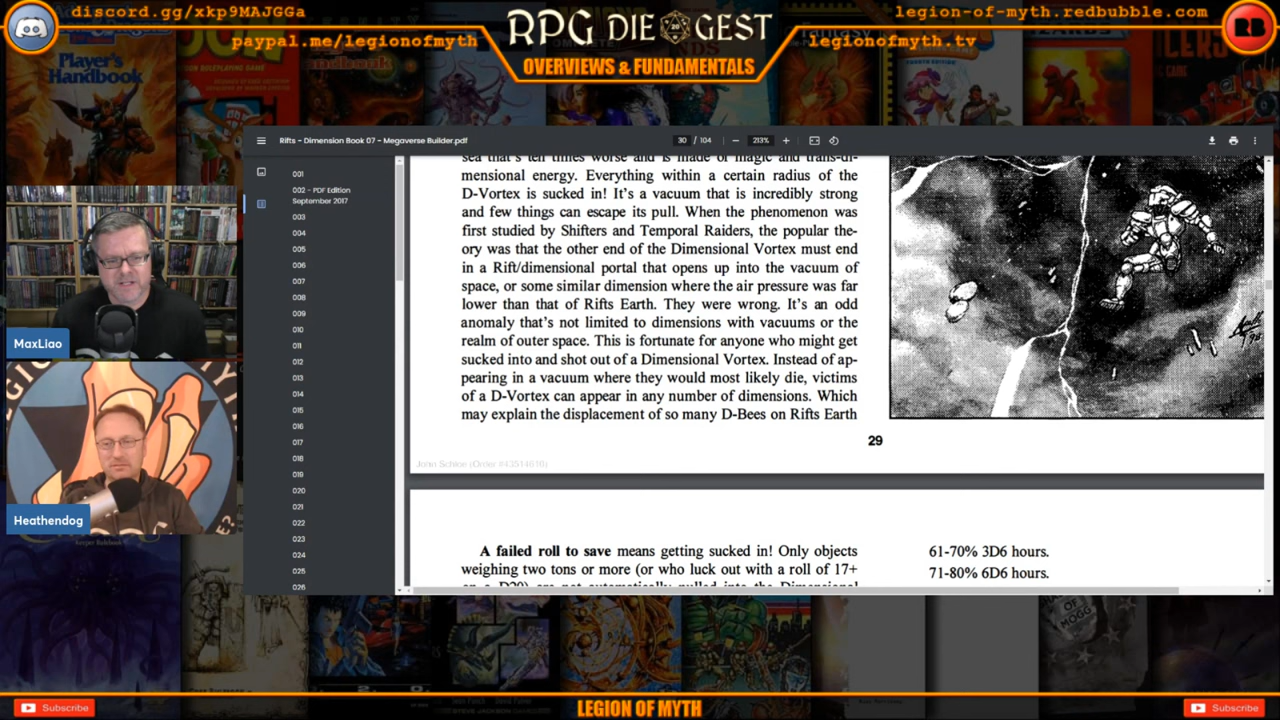 discord.gg/xkp9MAJGGa
paypal.me/legionofmyth
RPG DIE GEST
OVERVIEWS & FUNDAMENTALS
legion-of-myth.redbubble.com
legionofmyth.tv
RB
Player's
Handbook
Rifts - Dimension Book 07 - Megaverse Builder.pdf
30 / 104
213%
001
002 - PDF Edition
September 2017
003
004
005
006
007
008
009
010
011
012
013
014
015
016
017
018
019
020
021
022
023
024
025
026
sea that's ten times worse and is made of magic and trans-di-
mensional energy. Everything within a certain radius of the
D-Vortex is sucked in! It's a vacuum that is incredibly strong
and few things can escape its pull. When the phenomenon was
first studied by Shifters and Temporal Raiders, the popular the-
ory was that the other end of the Dimensional Vortex must end
in a Rift/dimensional portal that opens up into the vacuum of
space, or some similar dimension where the air pressure was far
lower than that of Rifts Earth. They were wrong. It's an odd
anomaly that's not limited to dimensions with vacuums or the
realm of outer space. This is fortunate for anyone who might get
sucked into and shot out of a Dimensional Vortex. Instead of ap-
pearing in a vacuum where they would most likely die, victims
of a D-Vortex can appear in any number of dimensions. Which
may explain the displacement of so many D-Bees on Rifts Earth
29
A failed roll to save means getting sucked in! Only objects
weighing two tons or more (or who luck out with a roll of 17+
on a D20) are not automatically pulled into the Dimensional
61-70% 3D6 hours.
71-80% 6D6 hours.
MaxLiao
Heathendog
Subscribe
LEGION OF MYTH
Subscribe